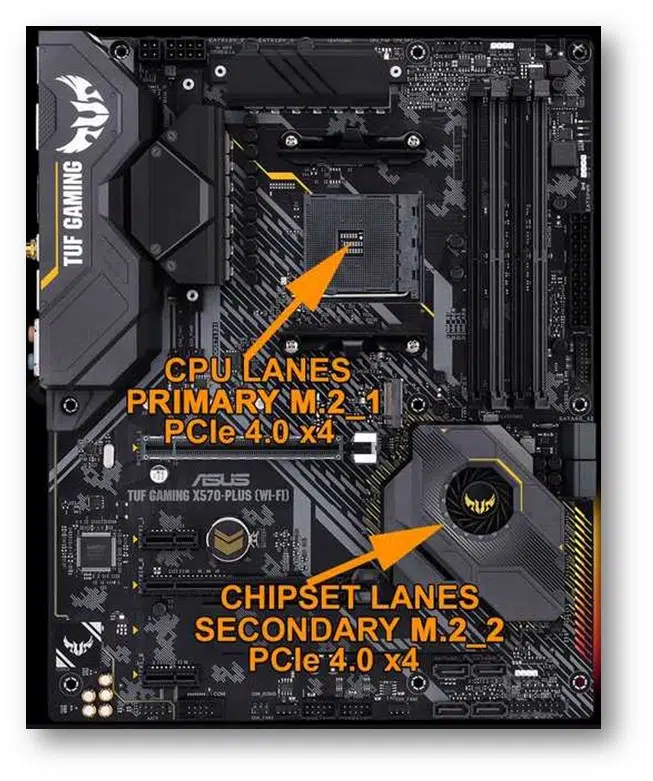 TUF GAMING
CPU LANES
PRIMARY M.2_1
PCIe 4.0 x4
ASUS
TUF GAMING X570-PLUS (WI-FI)
CHIPSET LANES
SECONDARY M.2_2
PCIe 4.0 x4